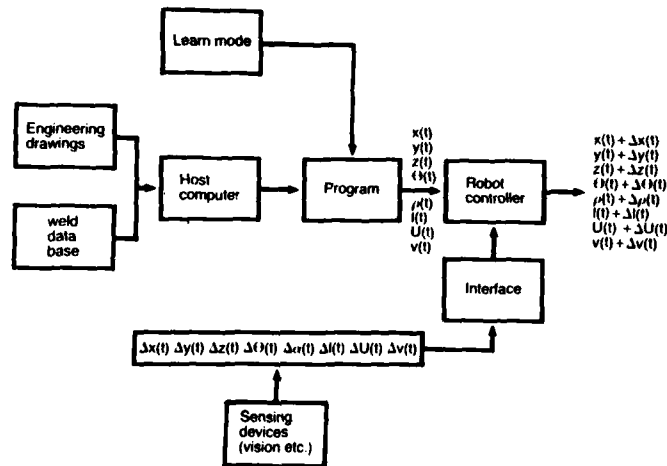 Learn mode
Engineering
drawings
weld
data
base
Host
computer
Program
x(t)
y(t)
z(t)
Θ(t)
ρ(t)
I(t)
U(t)
v(t)
Robot
controller
x(t) + Δx(t)
y(t) + Δy(t)
z(t) + Δz(t)
Θ(t) + ΔΘ(t)
ρ(t) + Δρ(t)
I(t) + ΔI(t)
U(t) + ΔU(t)
v(t) + Δv(t)
Interface
Δx(t) Δy(t) Δz(t) ΔΘ(t) Δα(t) ΔI(t) ΔU(t) Δv(t)
Sensing
devices
(vision etc.)